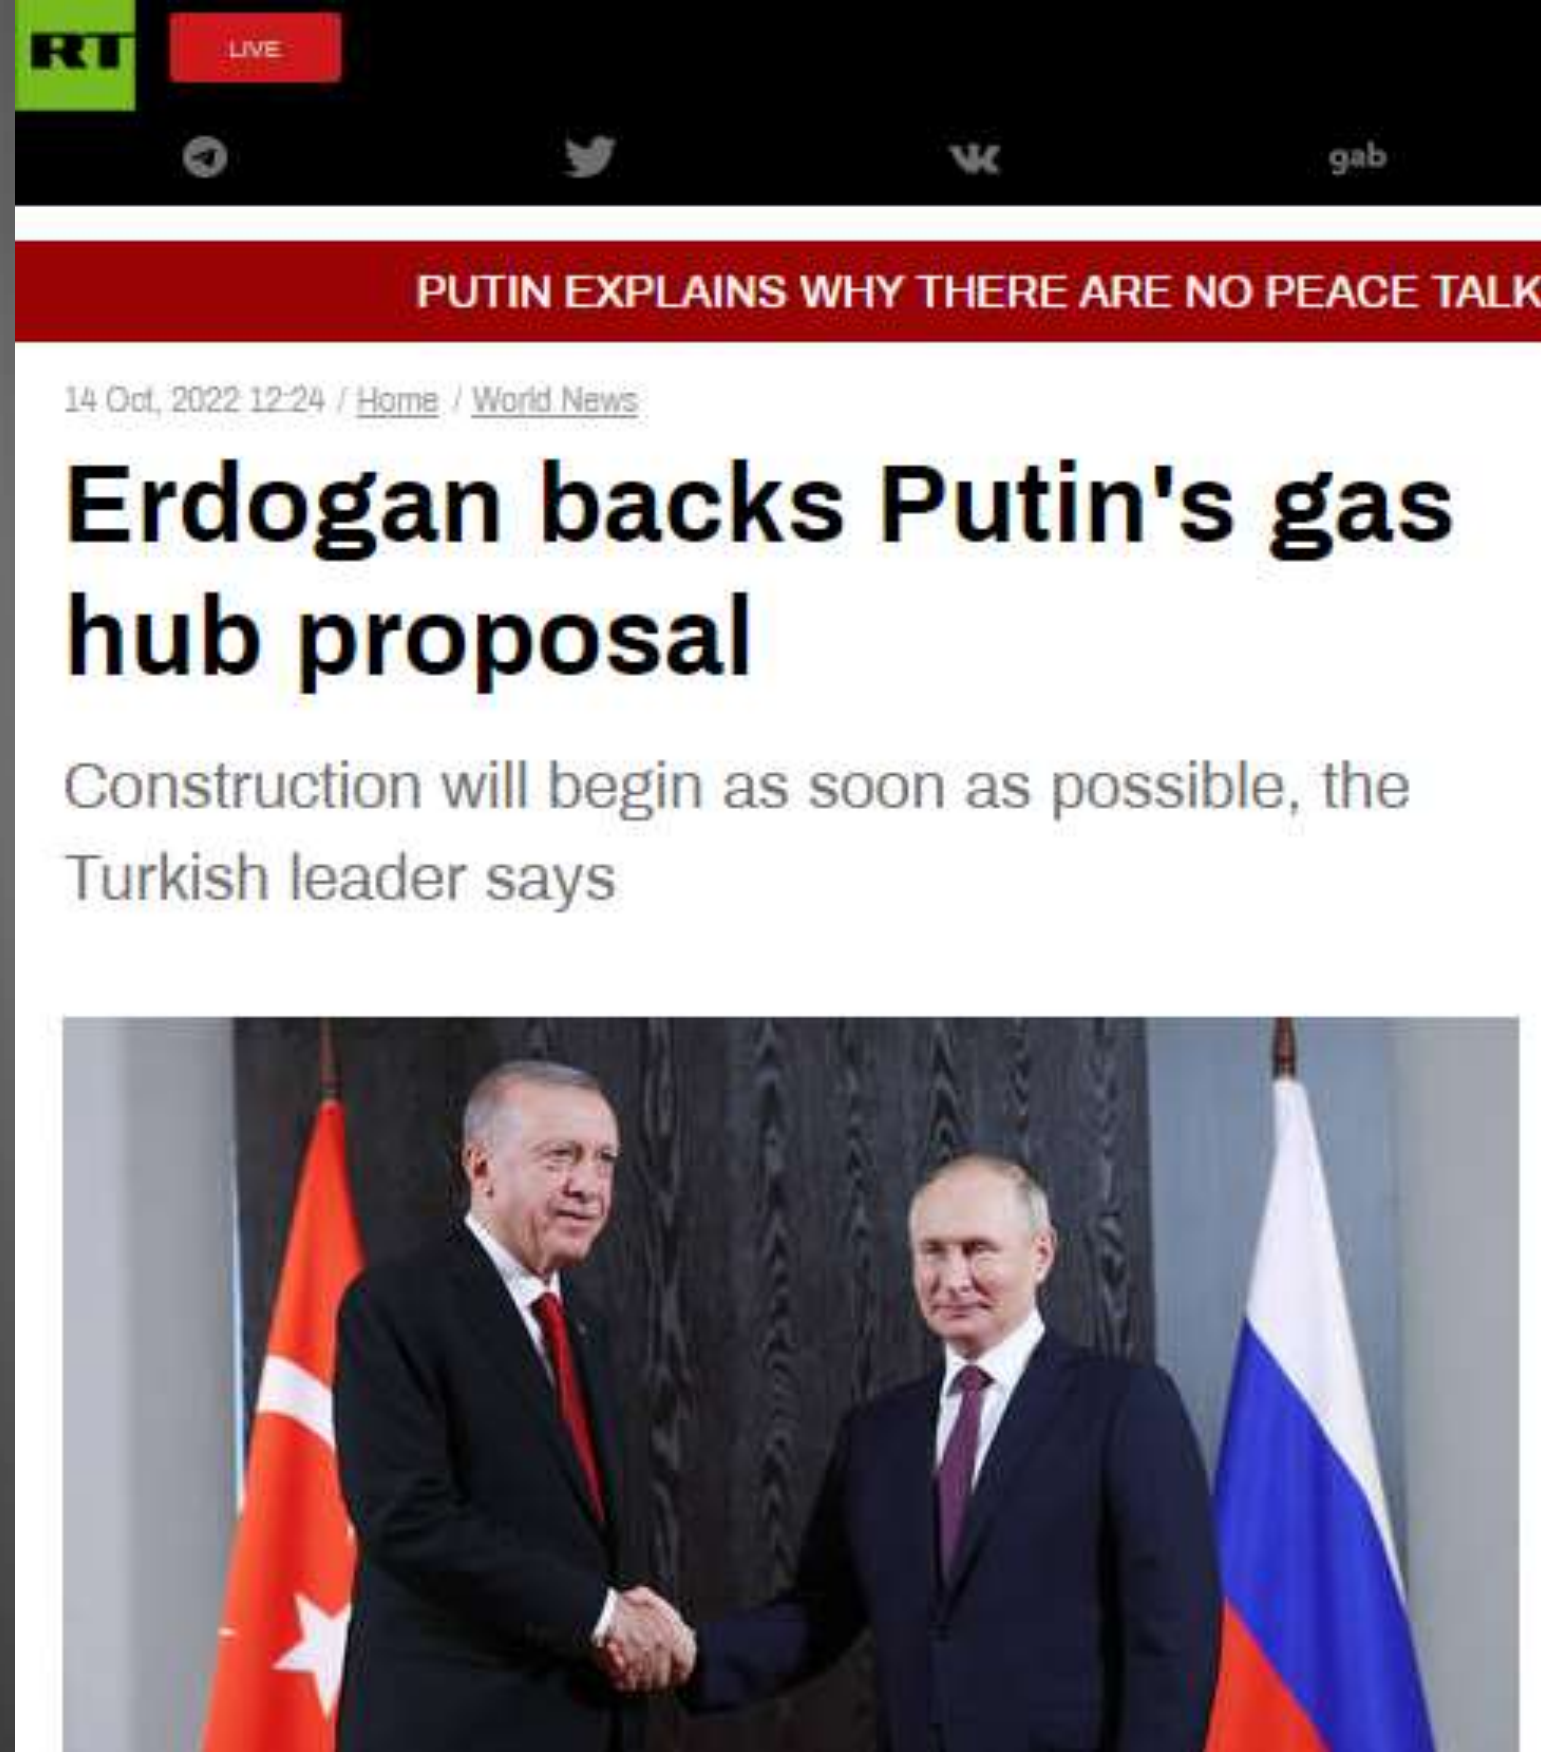 RT
LIVE
gab
PUTIN EXPLAINS WHY THERE ARE NO PEACE TALK
14 Oct, 2022 12:24 / Home / World News
Erdogan backs Putin's gas
hub proposal
Construction will begin as soon as possible, the
Turkish leader says